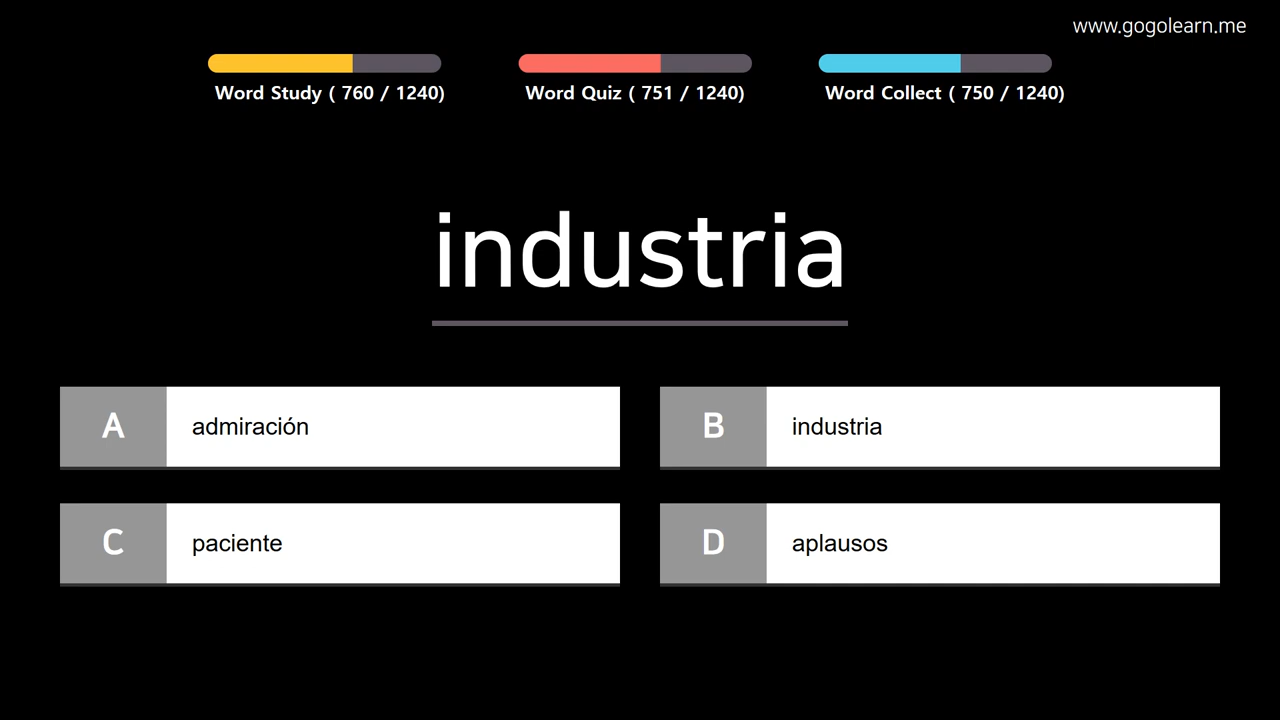 www.gogolearn.me
Word Study ( 760 / 1240)
Word Quiz ( 751 / 1240)
Word Collect ( 750 / 1240)
industria
A admiración
B industria
C paciente
D aplausos